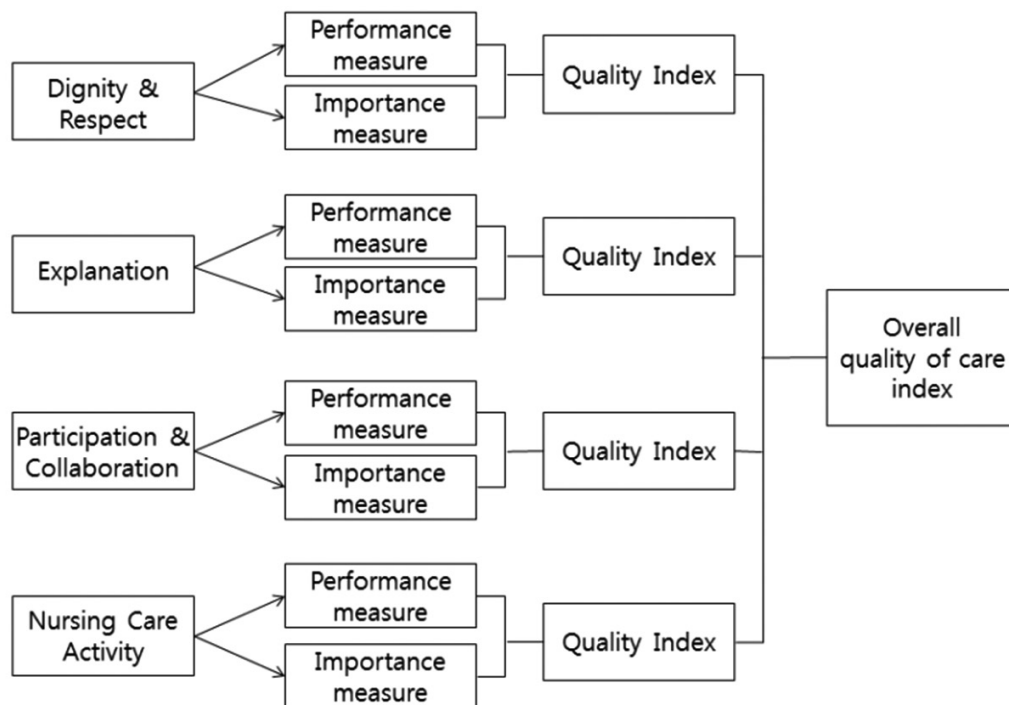 Dignity &
Respect
Performance
measure
Importance
measure
Quality Index
Explanation
Performance
measure
Importance
measure
Quality Index
Participation &
Collaboration
Performance
measure
Importance
measure
Quality Index
Nursing Care
Activity
Performance
measure
Importance
measure
Quality Index
Overall
quality of care
index